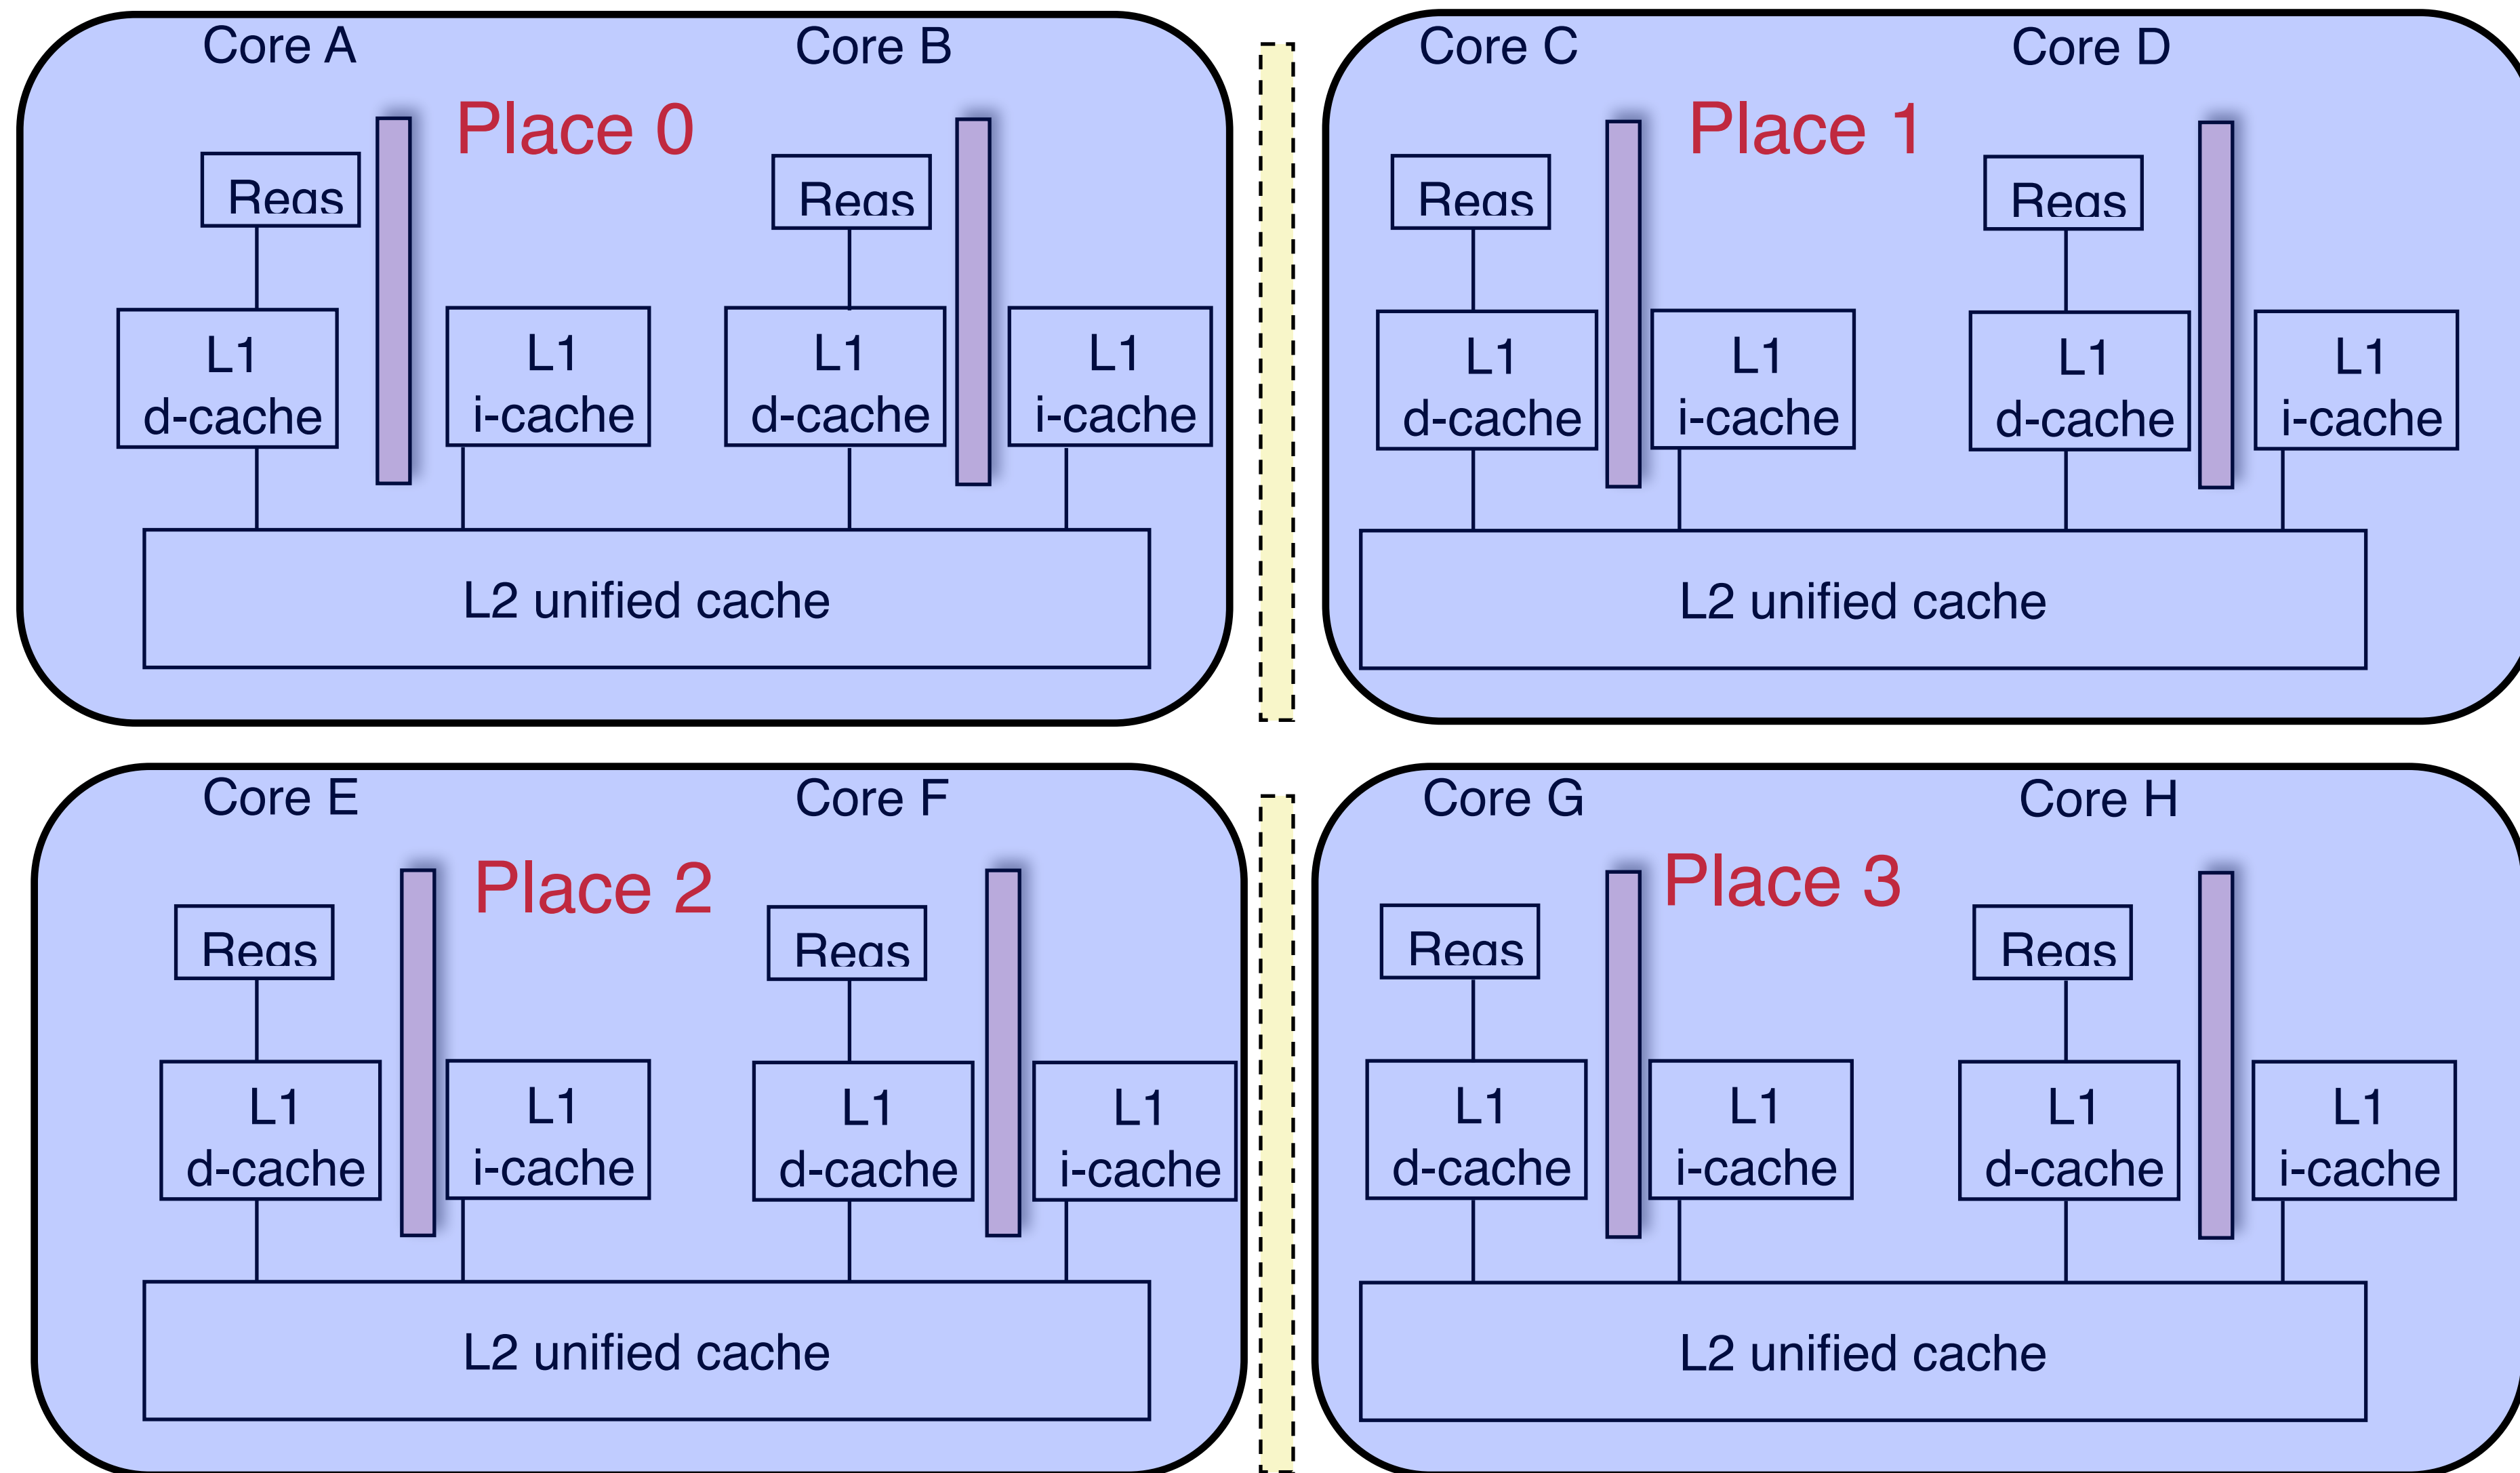 Core A
Core B
Core C
Core D
Place 0
Place 1
Regs
Regs
Regs
Regs
L1
d-cache
L1
i-cache
L1
d-cache
L1
i-cache
L1
d-cache
L1
i-cache
L1
d-cache
L1
i-cache
L2 unified cache
L2 unified cache
Core E
Core F
Core G
Core H
Place 2
Place 3
Regs
Regs
Regs
Regs
L1
d-cache
L1
i-cache
L1
d-cache
L1
i-cache
L1
d-cache
L1
i-cache
L1
d-cache
L1
i-cache
L2 unified cache
L2 unified cache